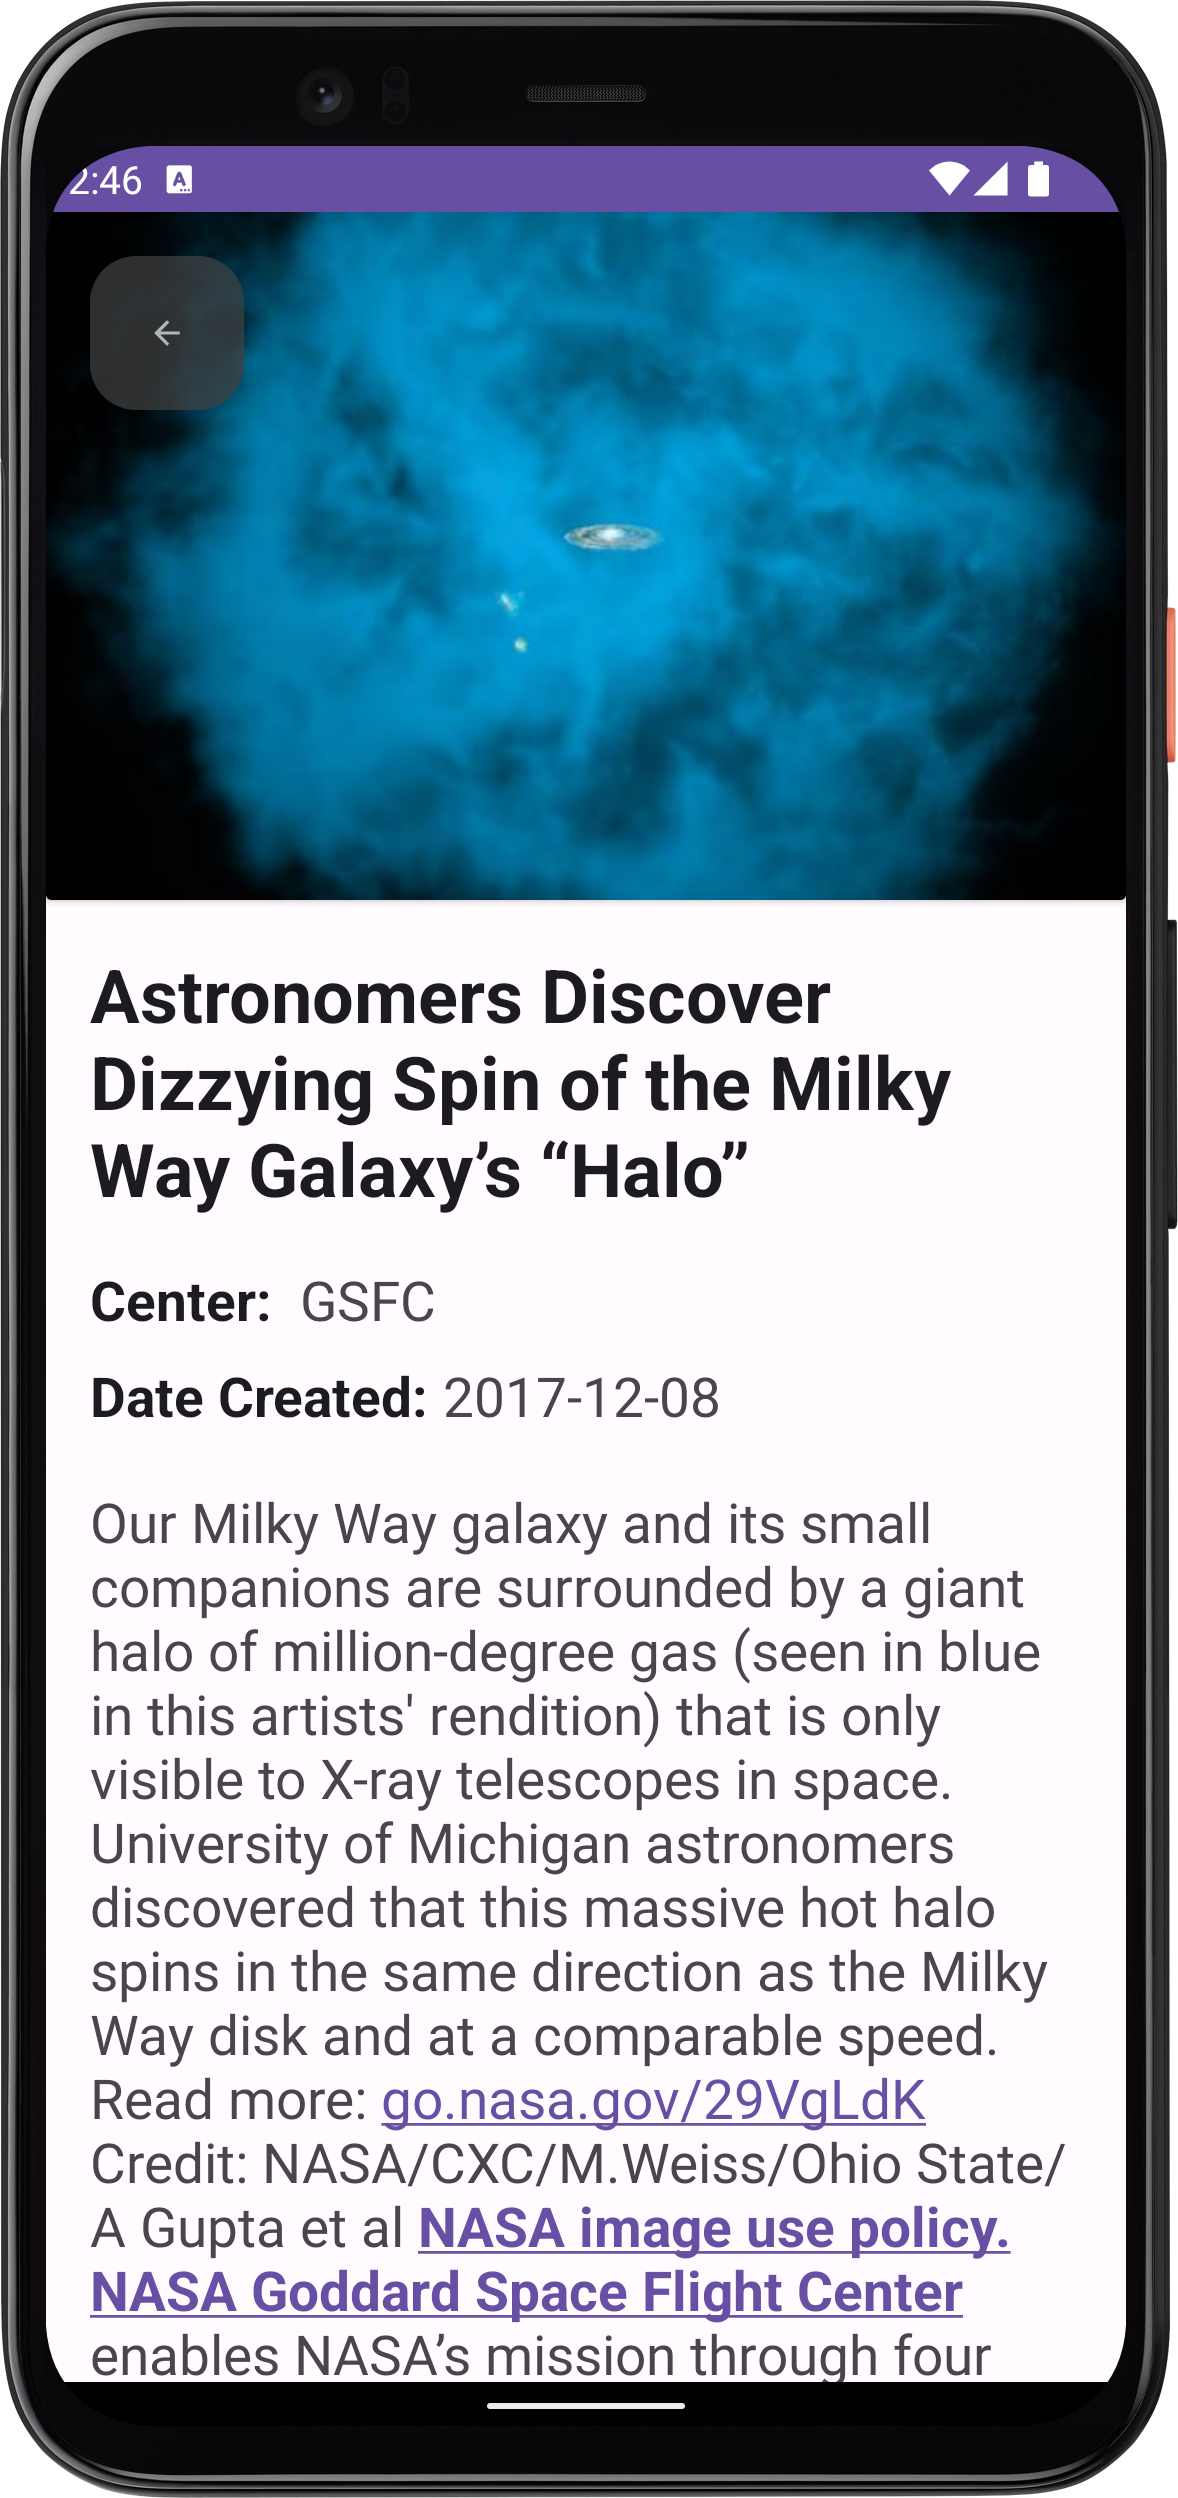 2:46
A
Astronomers Discover
Dizzying Spin of the Milky
Way Galaxy’s “Halo”
Center: GSFC
Date Created: 2017-12-08
Our Milky Way galaxy and its small
companions are surrounded by a giant
halo of million-degree gas (seen in blue
in this artists' rendition) that is only
visible to X-ray telescopes in space.
University of Michigan astronomers
discovered that this massive hot halo
spins in the same direction as the Milky
Way disk and at a comparable speed.
Read more: go.nasa.gov/29VgLdK
Credit: NASA/CXC/M.Weiss/Ohio State/
A Gupta et al NASA image use policy.
NASA Goddard Space Flight Center
enables NASA’s mission through four